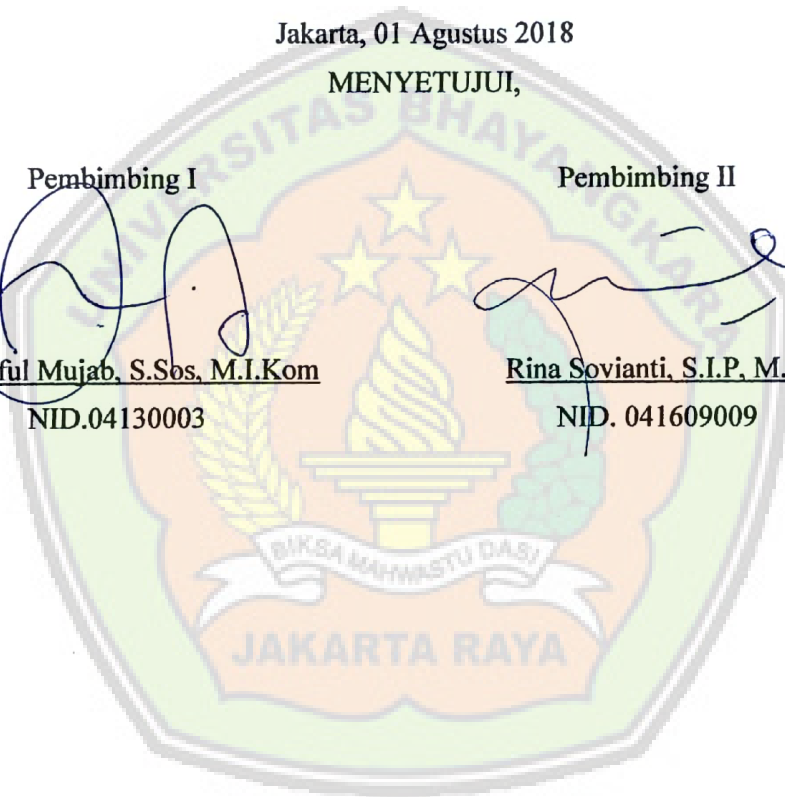 Jakarta, 01 Agustus 2018
MENYETUJUI,
Pembimbing I Pembimbing II
ful Mujab, S.Sos, M.I.Kom Rina Sovianti, S.I.P, M.
NID.04130003 NID. 041609009
UNIVERSITAS BHAYANGKARA
BIKSA MAHWASTU DASI
JAKARTA RAYA